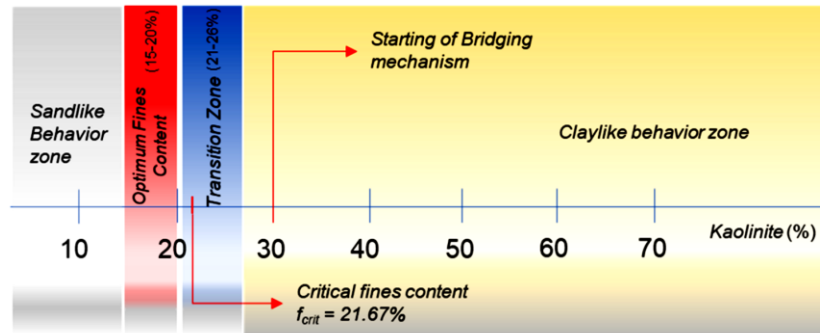 Sandlike
Behavior
zone
Optimum Fines
Content
(15-20%)
Transition Zone (21-26%)
Starting of Bridging
mechanism
Claylike behavior zone
10
20
30
40
50
60
70
Kaolinite (%)
Critical fines content
f_crit = 21.67%